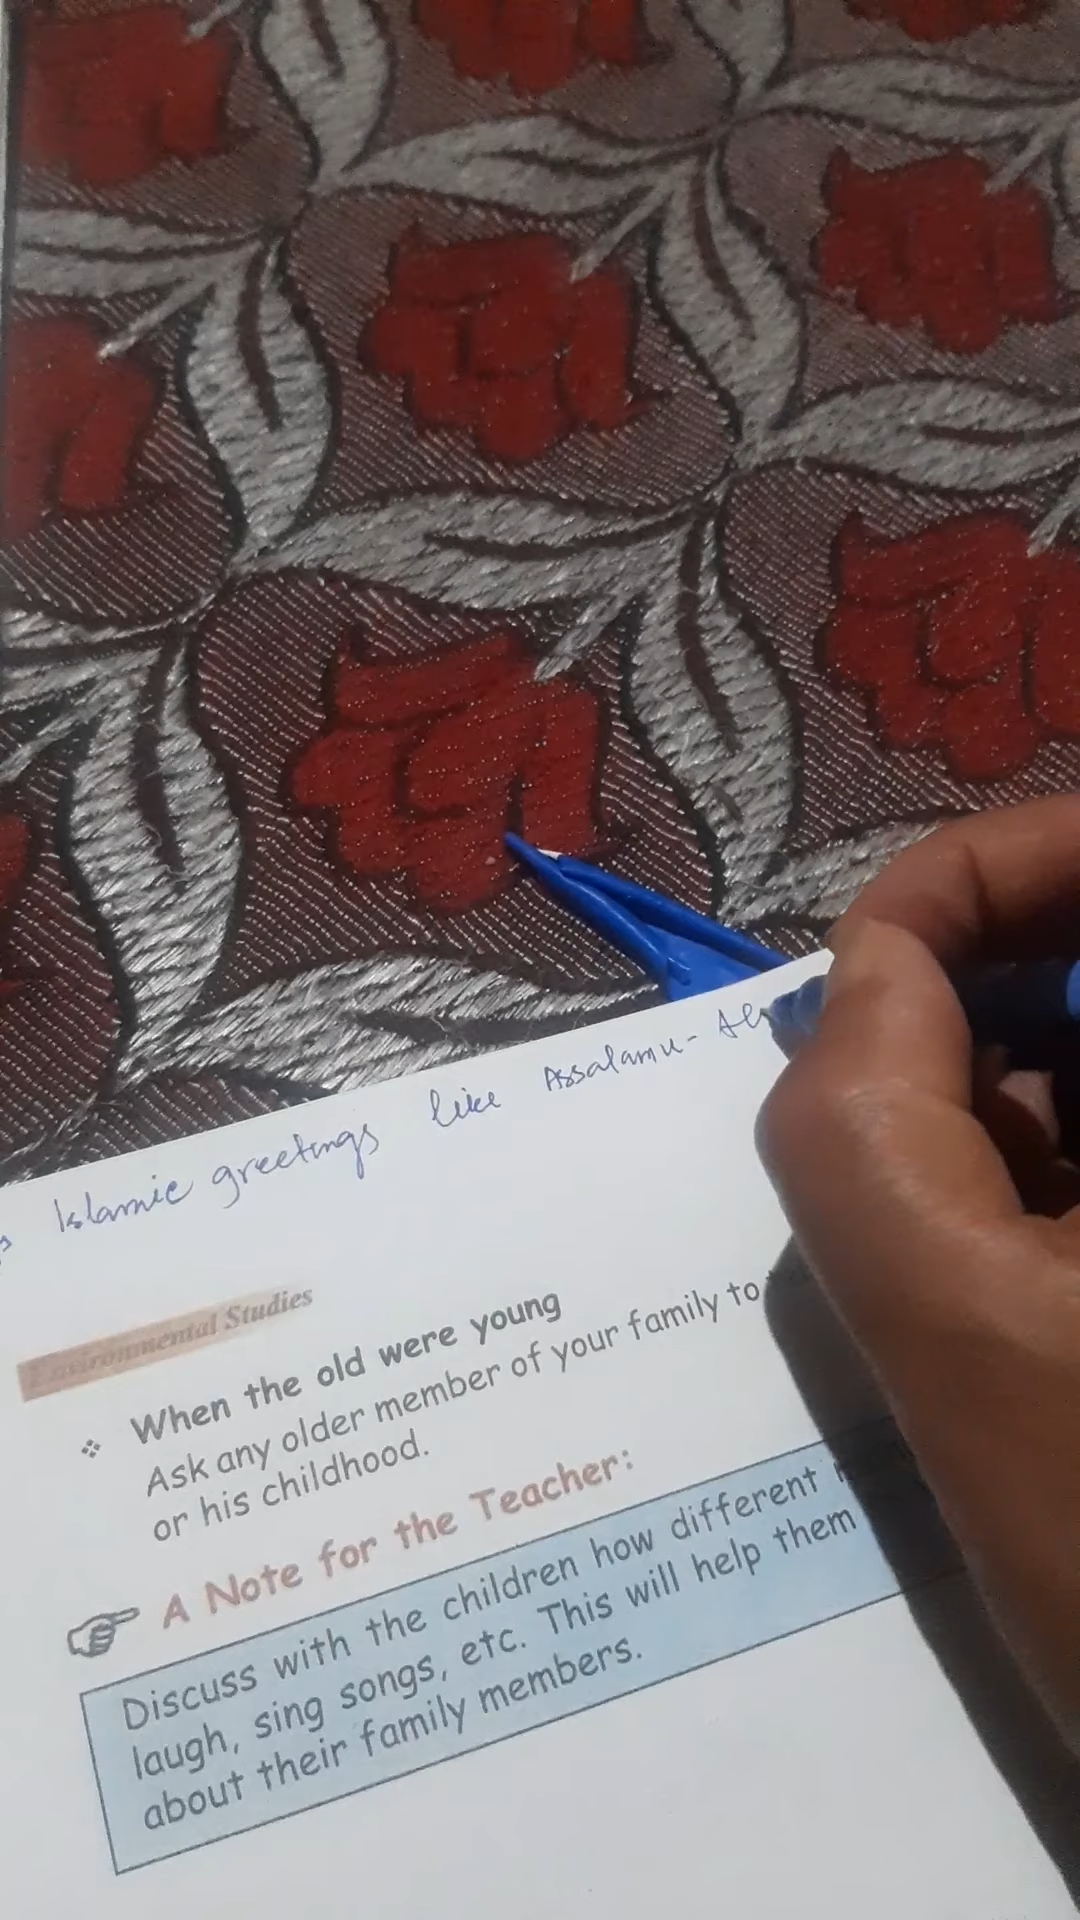 Islamic greetings like Assalamu-
Environmental Studies
❖ When the old were young
Ask any older member of your family to
or his childhood.
A Note for the Teacher:
Discuss with the children how different
laugh, sing songs, etc. This will help them
about their family members.